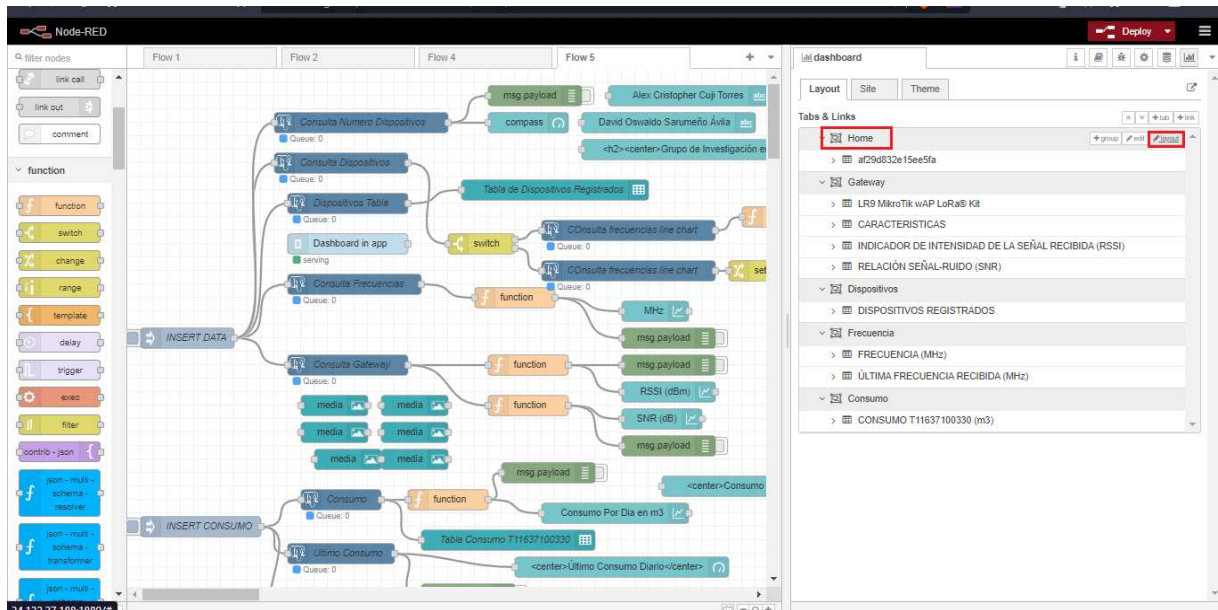 Node-RED
Deploy
filter nodes
link call
link out
comment
function
function
switch
change
range
template
delay
trigger
exec
filter
contrib - json
json - multi - schema - resolver
json - multi - schema - transformer
json - multi -
Flow 1
Flow 2
Flow 4
Flow 5
msg.payload
Alex Cristopher Cuji Torres
abc
Consulta Numero Dispositivos
Queue: 0
compass
David Oswaldo Sarumeño Ávila
abc
<h2><center>Grupo de Investigación e
Consulta Dispositivos
Queue: 0
Tabla de Dispositivos Registrados
Dispositivos Tabla
Queue: 0
COnsulta frecuencias line chart
Queue: 0
Dashboard in app
serving
switch
COnsulta frecuencias line chart
Queue: 0
set
Consulta Frecuencias
Queue: 0
function
MHz
INSERT DATA
msg.payload
Consulta Gateway
Queue: 0
function
msg.payload
RSSI (dBm)
media
media
function
SNR (dB)
media
media
msg.payload
media
media
msg.payload
<center>Consumo
Consumo
Queue: 0
function
Consumo Por Dia en m3
INSERT CONSUMO
Tabla Consumo T11637100330
Ultimo Consumo
Queue: 0
<center>Último Consumo Diario</center>
dashboard
Layout
Site
Theme
Tabs & Links
+tab
+link
Home
+group
edit
layout
af29d832e15ee5fa
Gateway
LR9 MikroTik wAP LoRa® Kit
CARACTERISTICAS
INDICADOR DE INTENSIDAD DE LA SEÑAL RECIBIDA (RSSI)
RELACIÓN SEÑAL-RUIDO (SNR)
Dispositivos
DISPOSITIVOS REGISTRADOS
Frecuencia
FRECUENCIA (MHz)
ÚLTIMA FRECUENCIA RECIBIDA (MHz)
Consumo
CONSUMO T11637100330 (m3)